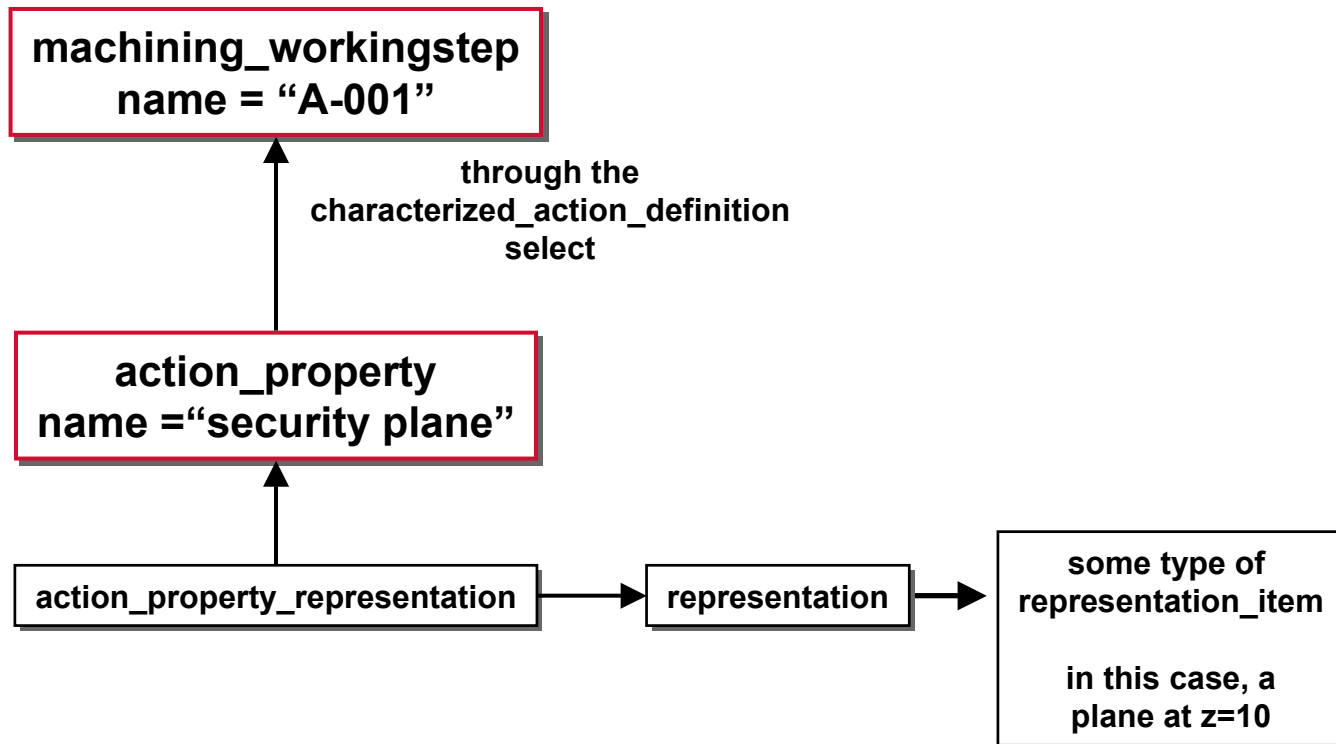 machining_workingstep
name = “A-001”
through the
characterized_action_definition
select
action_property
name =“security plane”
action_property_representation
representation
some type of
representation_item
in this case, a
plane at z=10